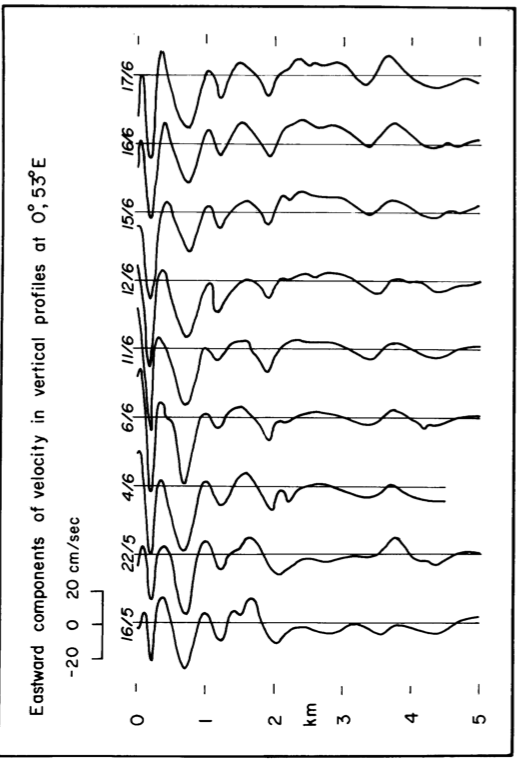 Eastward components of velocity in vertical profiles at 0°, 53°E
-20 0 20 cm/sec
16/5 22/5 4/6 6/6 11/6 12/6 15/6 16/6 17/6
0
1
2
km
3
4
5